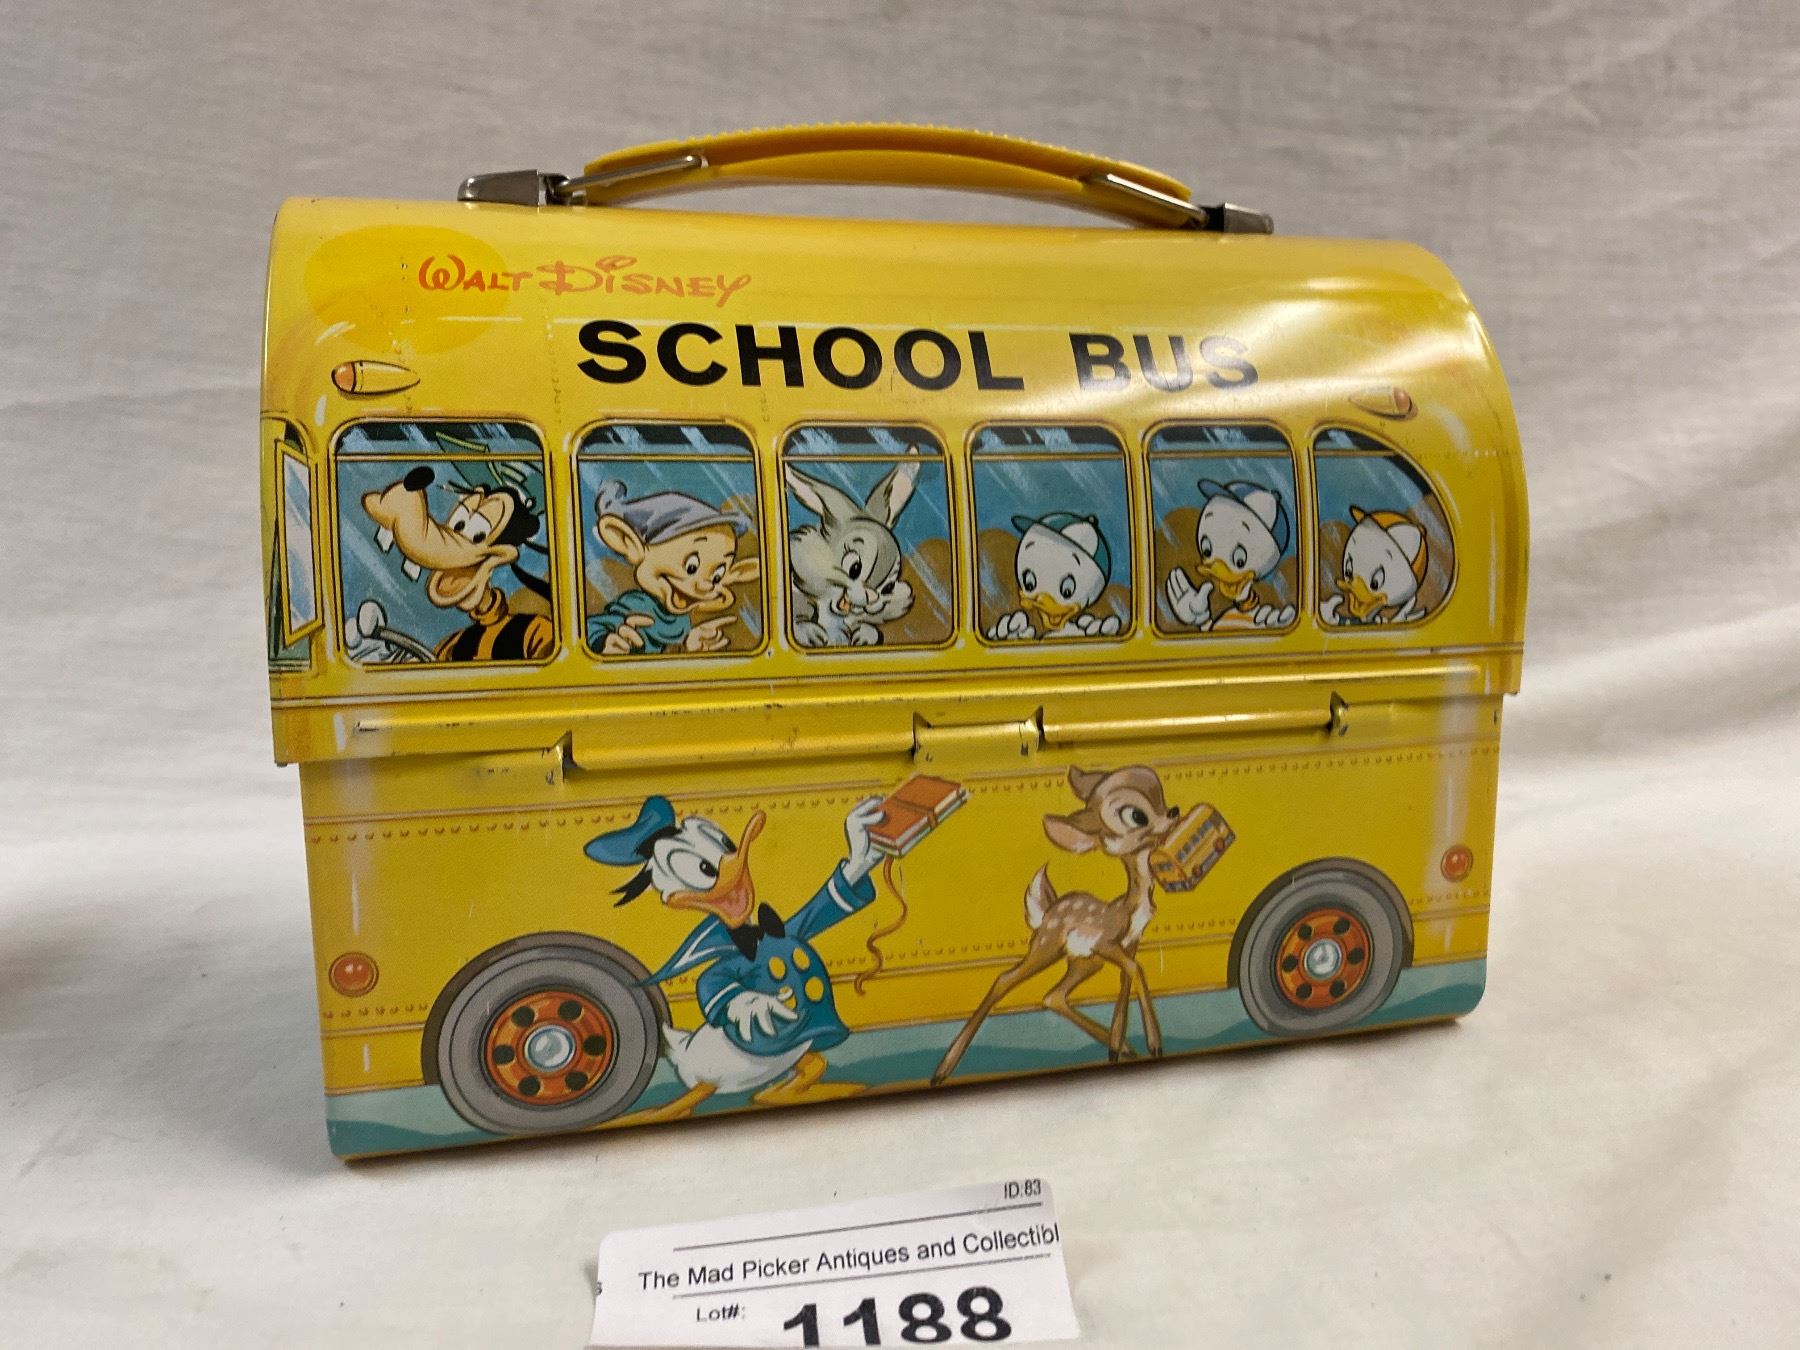 WALT DISNEY
SCHOOL BUS
ID:83
The Mad Picker Antiques and Collectibl
s
Lot#: 1188